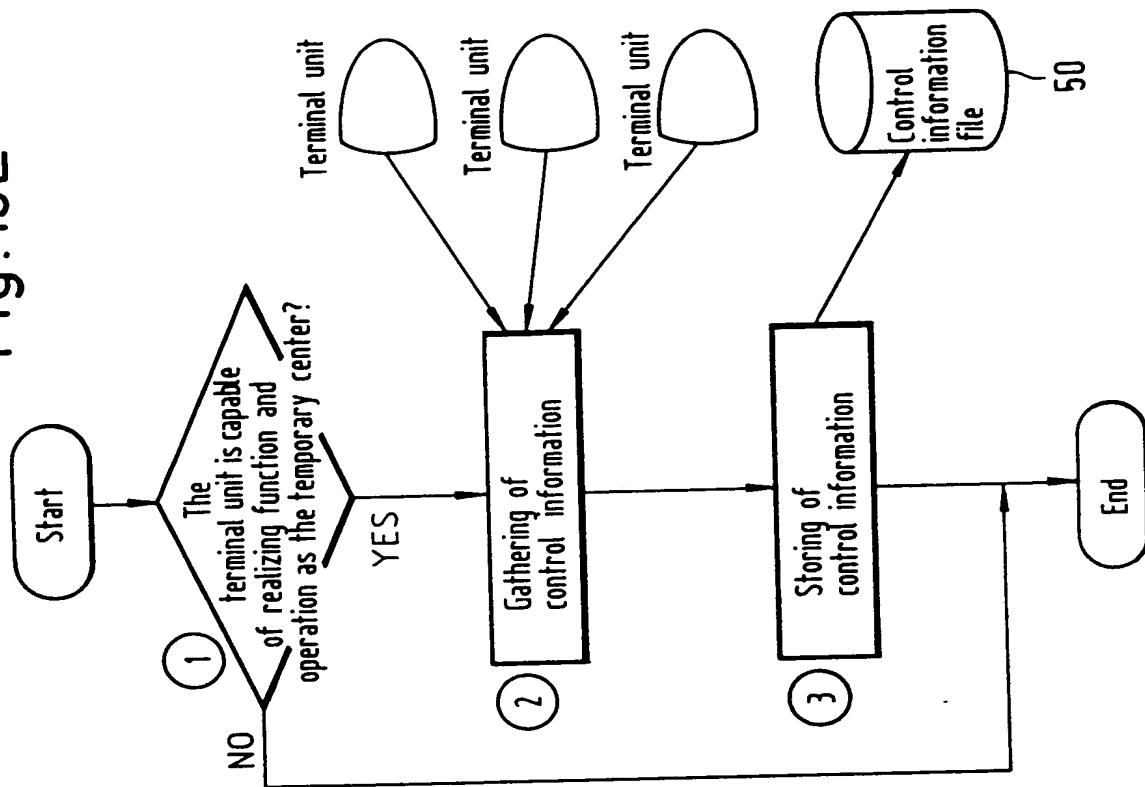 Start
1
The
terminal unit is capable
of realizing function and
operation as the temporary center?
NO
YES
Terminal unit
Terminal unit
Terminal unit
2
Gathering of
control information
3
Storing of
control information
Control
information
file
50
End